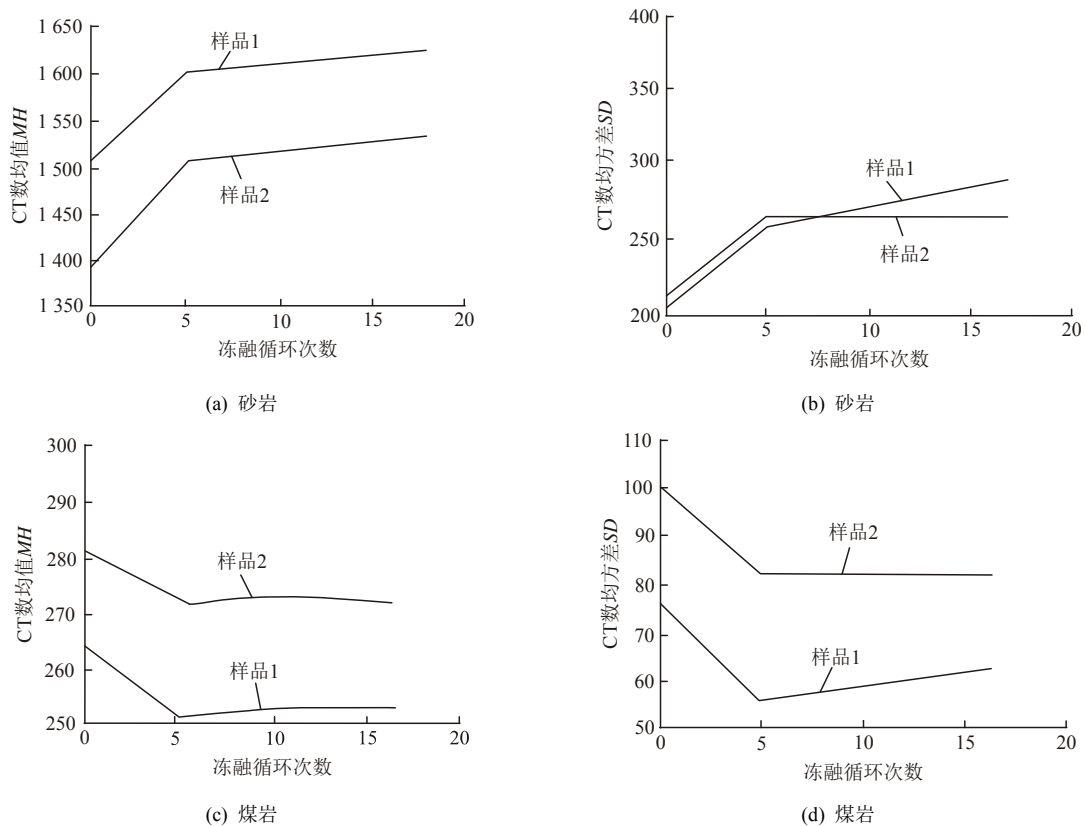 1 650
1 600
1 550
1 500
1 450
1 400
1 350
CT数均值MH
样品1
样品2
0
5
10
15
20
冻融循环次数
(a) 砂岩
400
350
300
250
200
CT数均方差SD
样品1
样品2
0
5
10
15
20
冻融循环次数
(b) 砂岩
300
290
280
270
260
250
CT数均值MH
样品2
样品1
0
5
10
15
20
冻融循环次数
(c) 煤岩
110
100
90
80
70
60
50
CT数均方差SD
样品2
样品1
0
5
10
15
20
冻融循环次数
(d) 煤岩